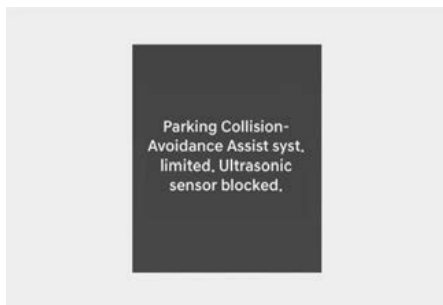 Parking Collision-
Avoidance Assist syst.
limited. Ultrasonic
sensor blocked.